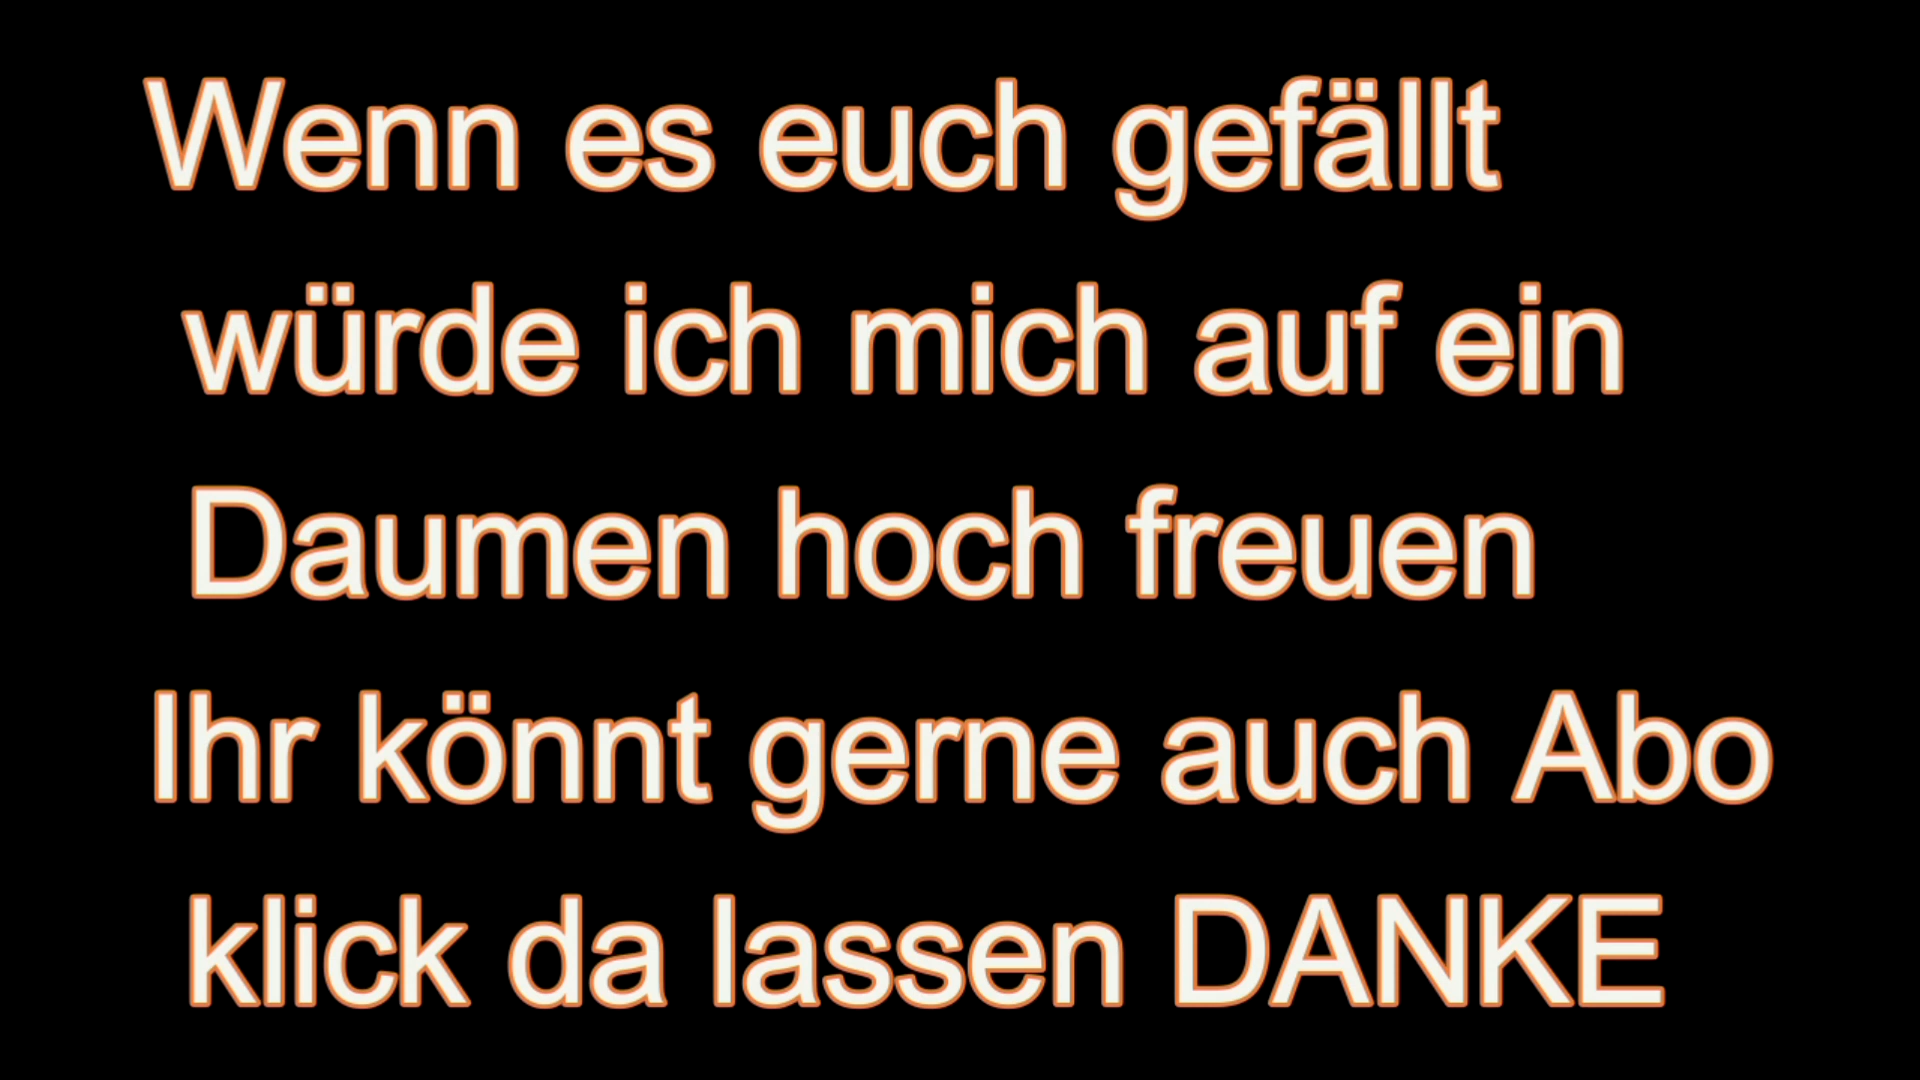 Wenn es euch gefällt
würde ich mich auf ein
Daumen hoch freuen
Ihr könnt gerne auch Abo
klick da lassen DANKE